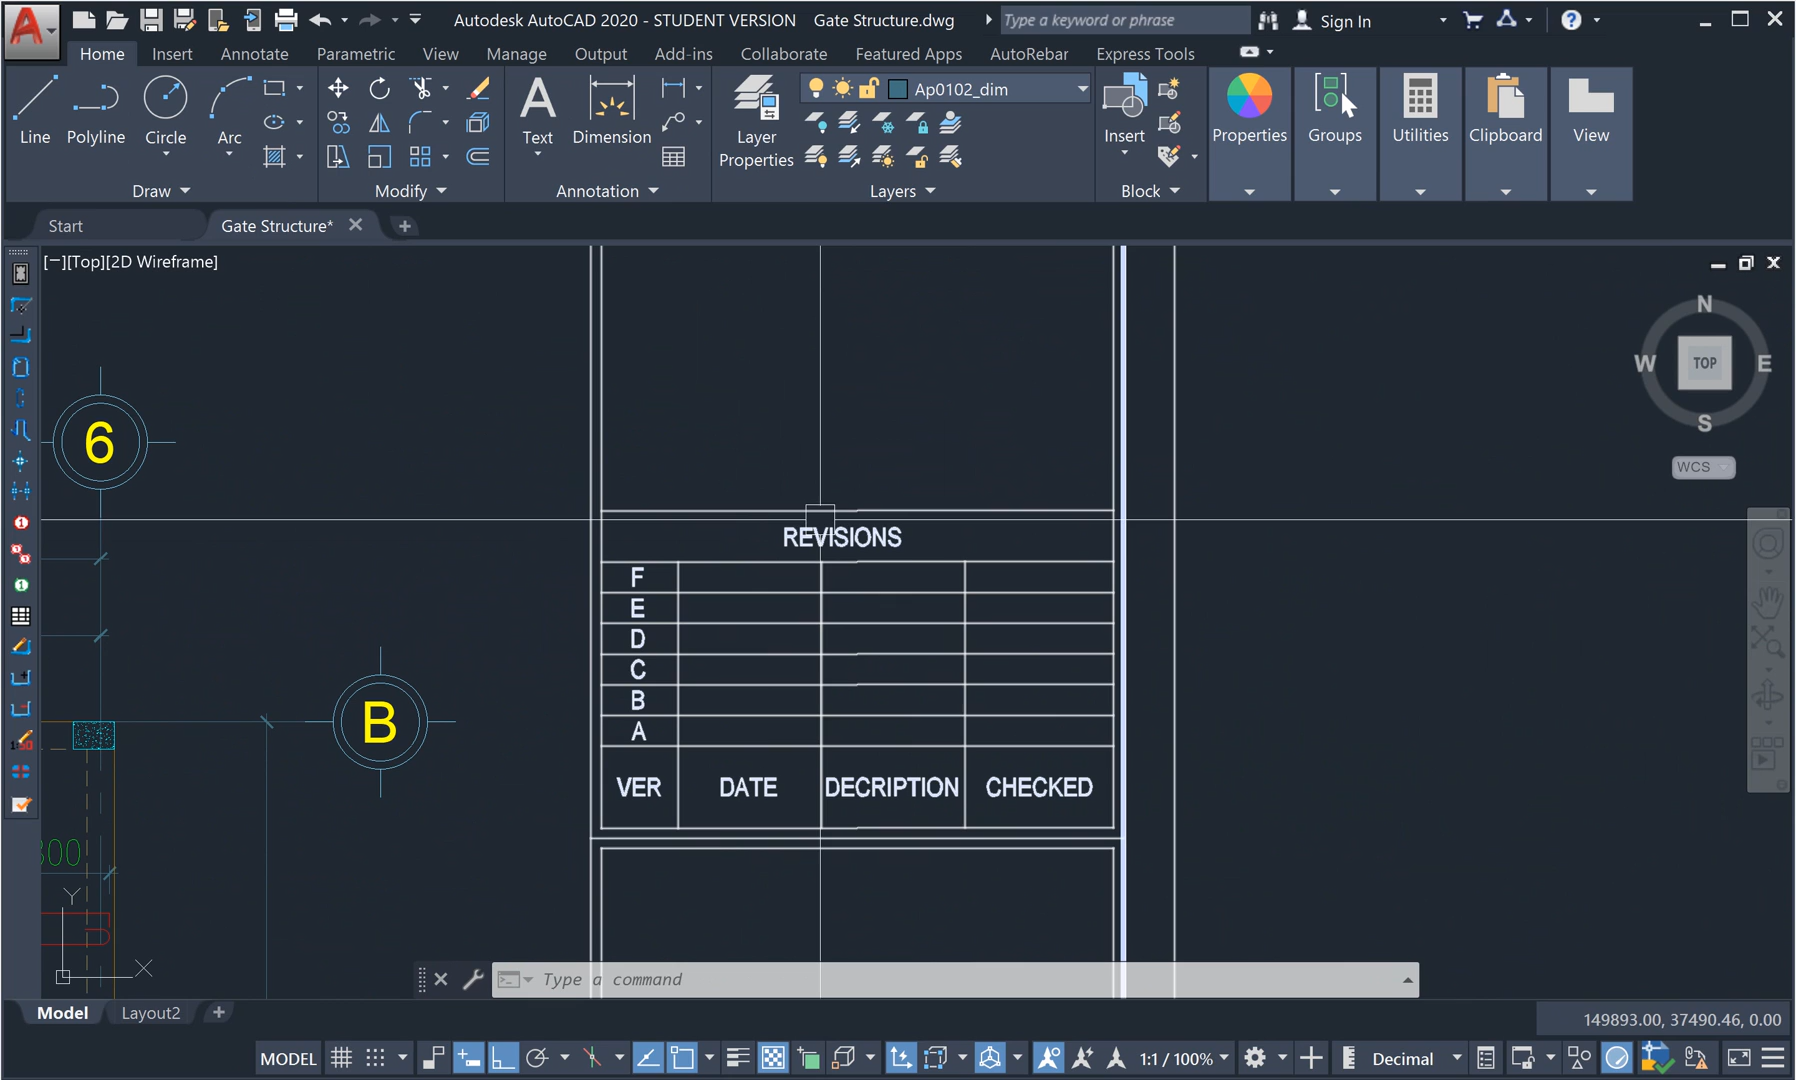 Autodesk AutoCAD 2020 - STUDENT VERSION Gate Structure.dwg Type a keyword or phrase Sign In
Home Insert Annotate Parametric View Manage Output Add-ins Collaborate Featured Apps AutoRebar Express Tools
Ap0102_dim
Line Polyline Circle Arc Text Dimension Layer Properties Insert Properties Groups Utilities Clipboard View
Draw Modify Annotation Layers Block
Start Gate Structure*
[−][Top][2D Wireframe]
N
W TOP E
S
WCS
6
REVISIONS
F
E
D
C
B
A
VER DATE DECRIPTION CHECKED
B
Y
X
Type a command
Model Layout2
149893.00, 37490.46, 0.00
MODEL 1:1 / 100% Decimal